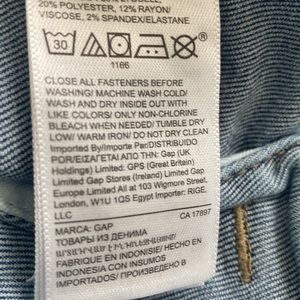 20% POLYESTER, 12% RAYON/
VISCOSE, 2% SPANDEX/ELASTANE
30
1166
CLOSE ALL FASTENERS BEFORE
WASHING/ MACHINE WASH COLD/
WASH AND DRY INSIDE OUT WITH
LIKE COLORS/ ONLY NON-CHLORINE
BLEACH WHEN NEEDED/ TUMBLE DRY
LOW/ WARM IRON/ DO NOT DRY CLEAN
Imported By/Importado/DISTRIBUIDO
POR/ΕΙΣΑΓΕΤΑΙ ΑΠΟ ΤΗΝ: Gap (UK
Holdings) Limited: GPS (Great Britain)
Limited Gap Stores (Ireland) Limited Gap
Europe Limited All at 103 Wigmore Street,
London, W1U 1QS Egypt Importer: RIGE.
LLC
MARCA: GAP CA 17897
ТОВАРЫ ИЗ ДЕНИМА
INDONESIA'DA
IMPORTADOS/ПРОИЗВЕДЕНО В